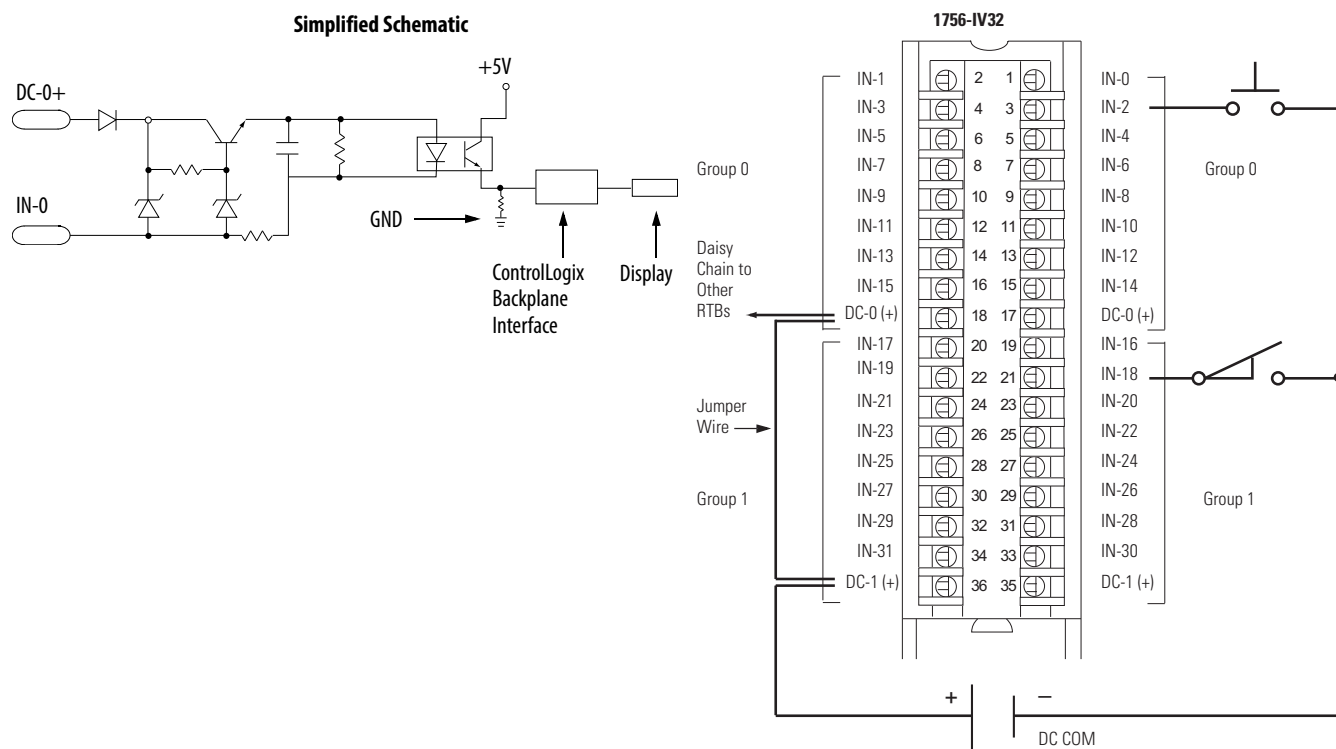 Simplified Schematic
DC-0+
+5V
IN-0
GND
ControlLogix
Backplane
Interface
Display
1756-IV32
IN-1 2 1 IN-0
IN-3 4 3 IN-2
IN-5 6 5 IN-4
IN-7 8 7 IN-6
IN-9 10 9 IN-8
IN-11 12 11 IN-10
IN-13 14 13 IN-12
IN-15 16 15 IN-14
DC-0 (+) 18 17 DC-0 (+)
IN-17 20 19 IN-16
IN-19 22 21 IN-18
IN-21 24 23 IN-20
IN-23 26 25 IN-22
IN-25 28 27 IN-24
IN-27 30 29 IN-26
IN-29 32 31 IN-28
IN-31 34 33 IN-30
DC-1 (+) 36 35 DC-1 (+)
Group 0
Daisy
Chain to
Other
RTBs
Jumper
Wire
Group 1
Group 0
Group 1
+
–
DC COM